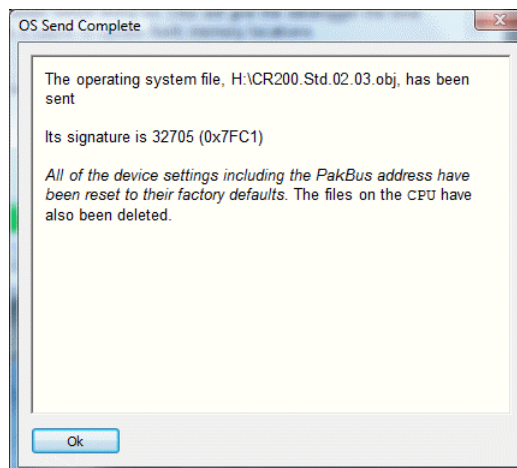 OS Send Complete
The operating system file, H:\CR200.Std.02.03.obj, has been
sent
Its signature is 32705 (0x7FC1)
All of the device settings including the PakBus address have
been reset to their factory defaults. The files on the CPU have
also been deleted.
Ok